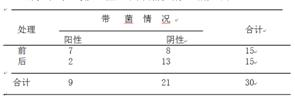 带 菌 情 况
处理 合计
阳性 阴性
前 7 8 15
后 2 13 15
合计 9 21 30